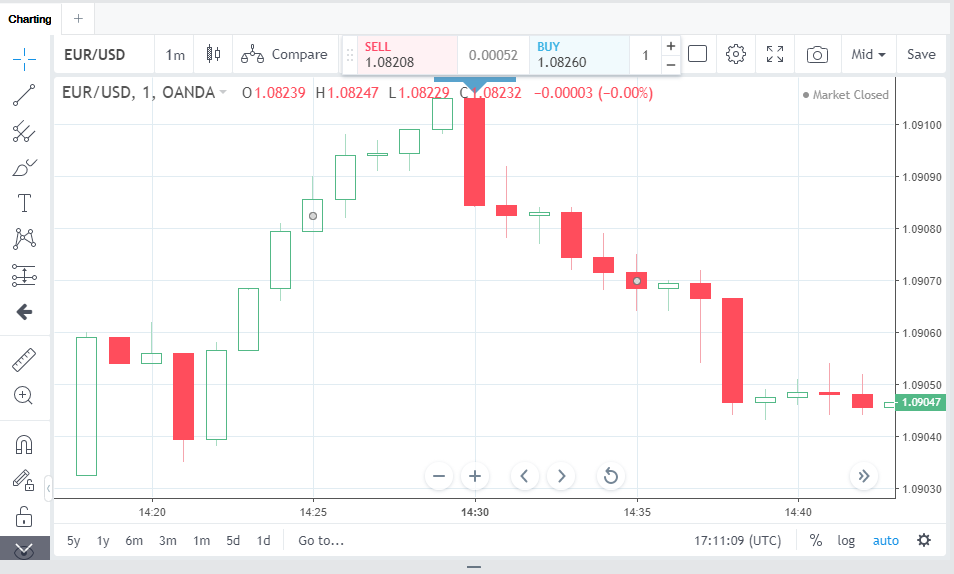 Charting +
EUR/USD 1m Compare SELL 1.08208 0.00052 BUY 1.08260 1 + − Mid Save
EUR/USD, 1, OANDA O1.08239 H1.08247 L1.08229 C1.08232 −0.00003 (−0.00%)
Market Closed
1.09100
1.09090
1.09080
1.09070
1.09060
1.09050
1.09047
1.09040
1.09030
14:20 14:25 14:30 14:35 14:40
5y 1y 6m 3m 1m 5d 1d Go to... 17:11:09 (UTC) % log auto